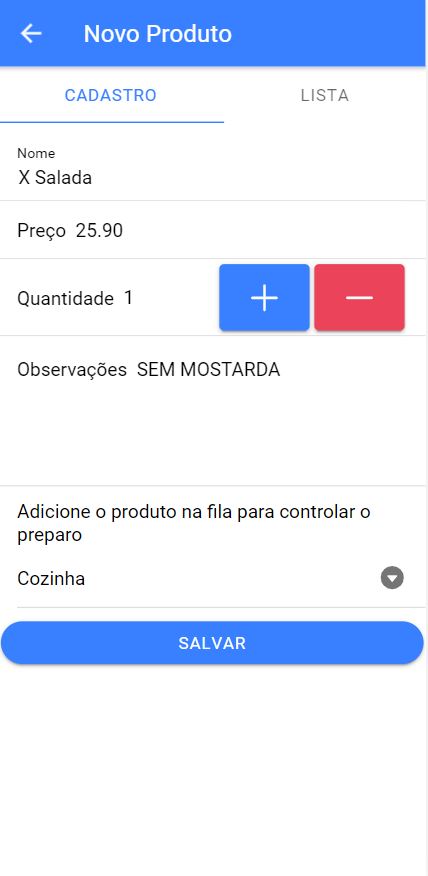 Novo Produto
CADASTRO LISTA
Nome
X Salada
Preço 25.90
Quantidade 1
Observações SEM MOSTARDA
Adicione o produto na fila para controlar o
preparo
Cozinha
SALVAR